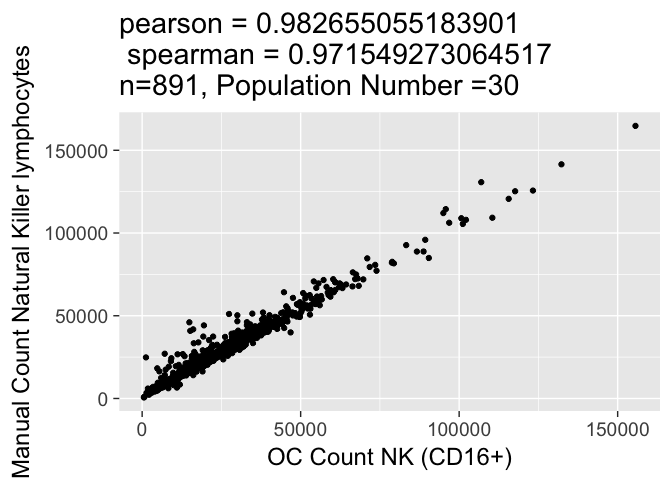 pearson = 0.982655055183901
spearman = 0.971549273064517
n=891, Population Number =30
Manual Count Natural Killer lymphocytes
150000
100000
50000
0
0 50000 100000 150000
OC Count NK (CD16+)